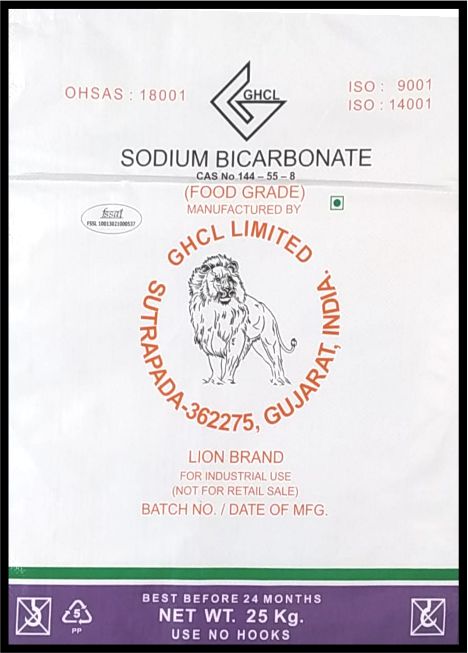 GHCL
OHSAS : 18001
ISO : 9001
ISO : 14001
SODIUM BICARBONATE
CAS No 144 – 55 – 8
(FOOD GRADE)
MANUFACTURED BY
fssai
GHCL LIMITED
SUTRAPADA-362275, GUJARAT, INDIA.
LION BRAND
FOR INDUSTRIAL USE
(NOT FOR RETAIL SALE)
BATCH NO. / DATE OF MFG.
BEST BEFORE 24 MONTHS
NET WT. 25 Kg.
USE NO HOOKS
5
PP